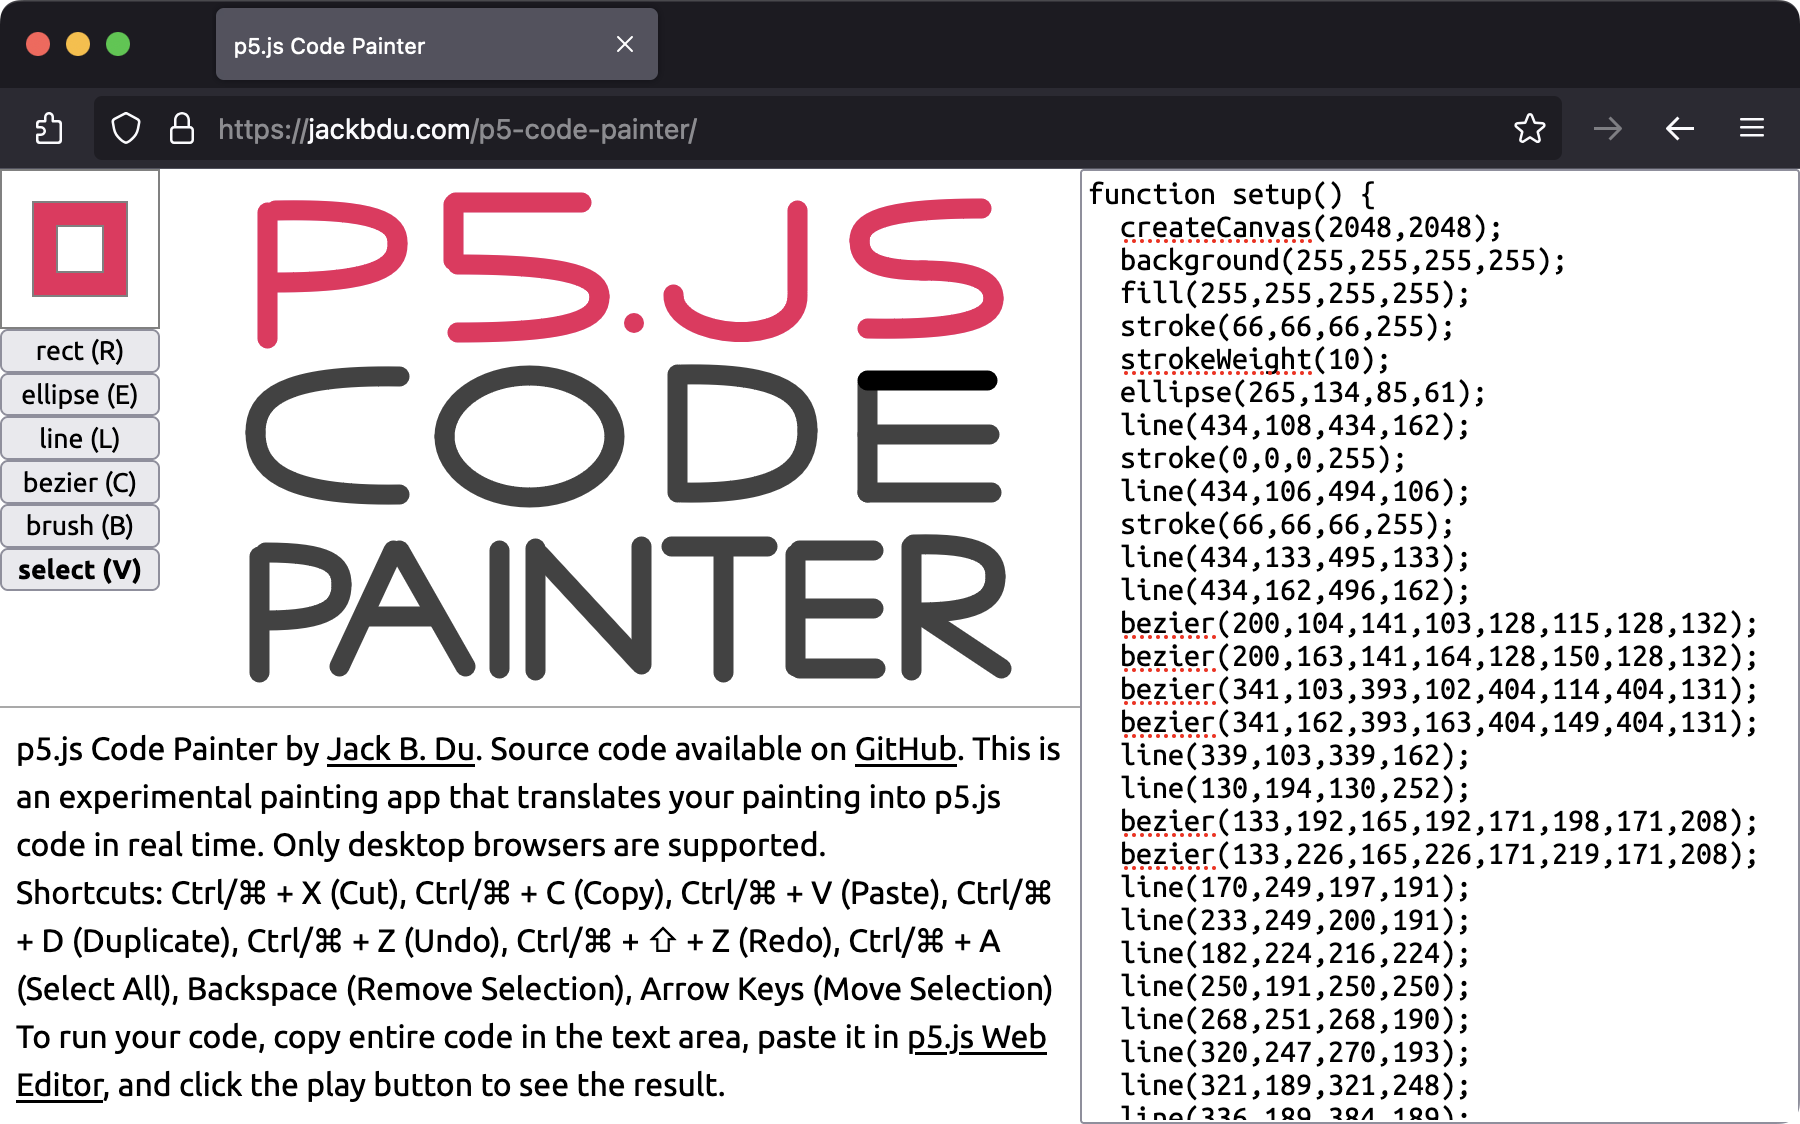 p5.js Code Painter
https://jackbdu.com/p5-code-painter/
rect (R)
ellipse (E)
line (L)
bezier (C)
brush (B)
select (V)
P5.JS
CODE
PAINTER
p5.js Code Painter by Jack B. Du. Source code available on GitHub. This is
an experimental painting app that translates your painting into p5.js
code in real time. Only desktop browsers are supported.
Shortcuts: Ctrl/⌘ + X (Cut), Ctrl/⌘ + C (Copy), Ctrl/⌘ + V (Paste), Ctrl/⌘
+ D (Duplicate), Ctrl/⌘ + Z (Undo), Ctrl/⌘ + ⇧ + Z (Redo), Ctrl/⌘ + A
(Select All), Backspace (Remove Selection), Arrow Keys (Move Selection)
To run your code, copy entire code in the text area, paste it in p5.js Web
Editor, and click the play button to see the result.
function setup() {
createCanvas(2048,2048);
background(255,255,255,255);
fill(255,255,255,255);
stroke(66,66,66,255);
strokeWeight(10);
ellipse(265,134,85,61);
line(434,108,434,162);
stroke(0,0,0,255);
line(434,106,494,106);
stroke(66,66,66,255);
line(434,133,495,133);
line(434,162,496,162);
bezier(200,104,141,103,128,115,128,132);
bezier(200,163,141,164,128,150,128,132);
bezier(341,103,393,102,404,114,404,131);
bezier(341,162,393,163,404,149,404,131);
line(339,103,339,162);
line(130,194,130,252);
bezier(133,192,165,192,171,198,171,208);
bezier(133,226,165,226,171,219,171,208);
line(170,249,197,191);
line(233,249,200,191);
line(182,224,216,224);
line(250,191,250,250);
line(268,251,268,190);
line(320,247,270,193);
line(321,189,321,248);
line(336,189,384,189);